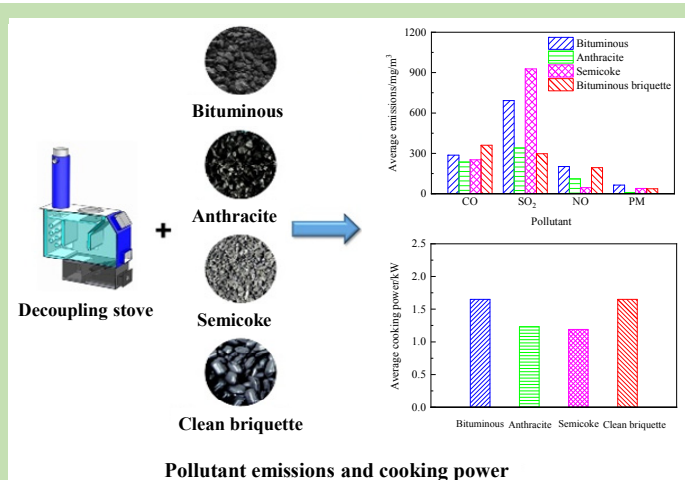 Bituminous
Anthracite
Semicoke
Clean briquette
Decoupling stove
+
Average emissions/mg/m³
1200
900
600
300
0
Bituminous
Anthracite
Semicoke
Bituminous briquette
CO SO₂ NO PM
Pollutant
Average cooking power/kW
2.5
2.0
1.5
1.0
0.5
0.0
Bituminous Anthracite Semicoke Clean briquette
Pollutant emissions and cooking power